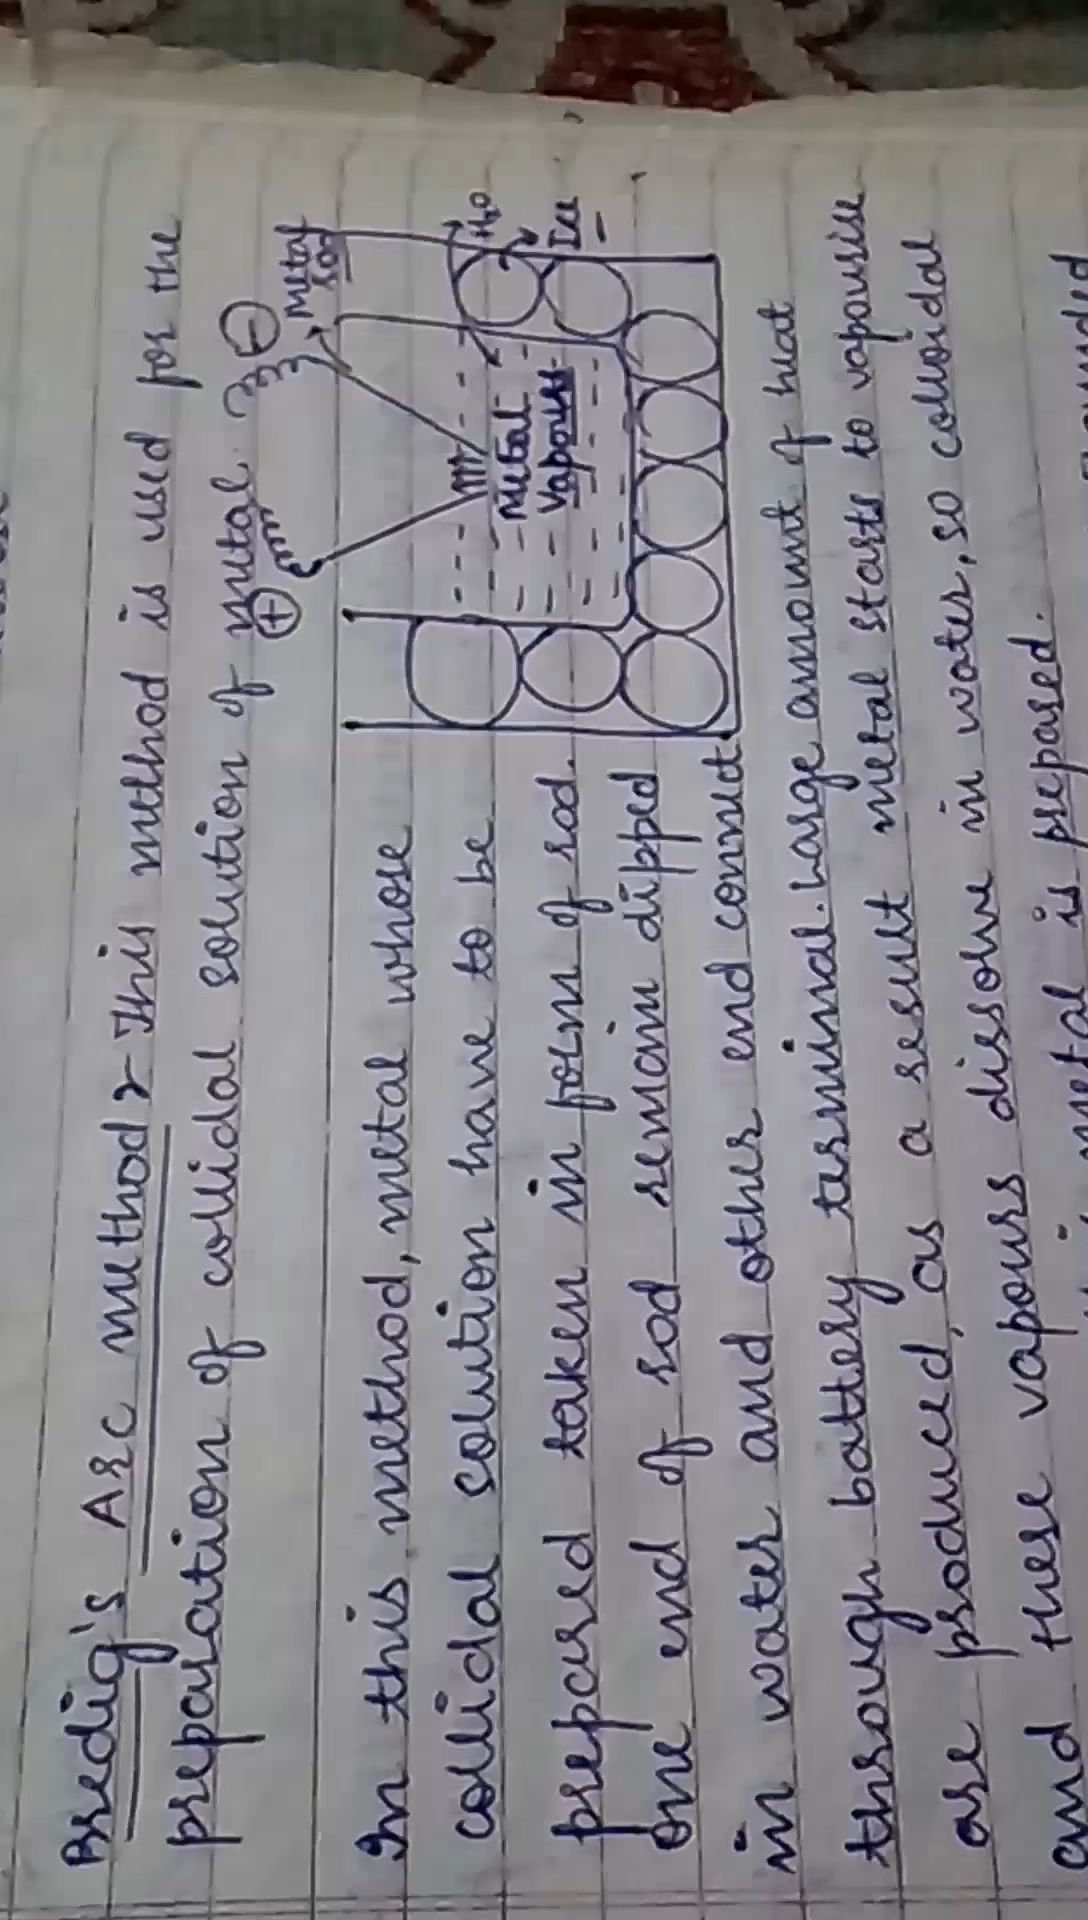 Bredig's Arc method :- This method is used for the
preparation of collidal solution of metal.
+
-
Metal
rod
H2O
Ice
Metal
Vapours
In this method, metal whose
collidal solution have to be
prepared taken in form of rod.
One end of rod remain dipped
in water and other end connect
through battery terminal. Large amount of heat
are produced, as a result metal starts to vapourise
and these vapours dissolve in water, so colloidal
metal is prepared.